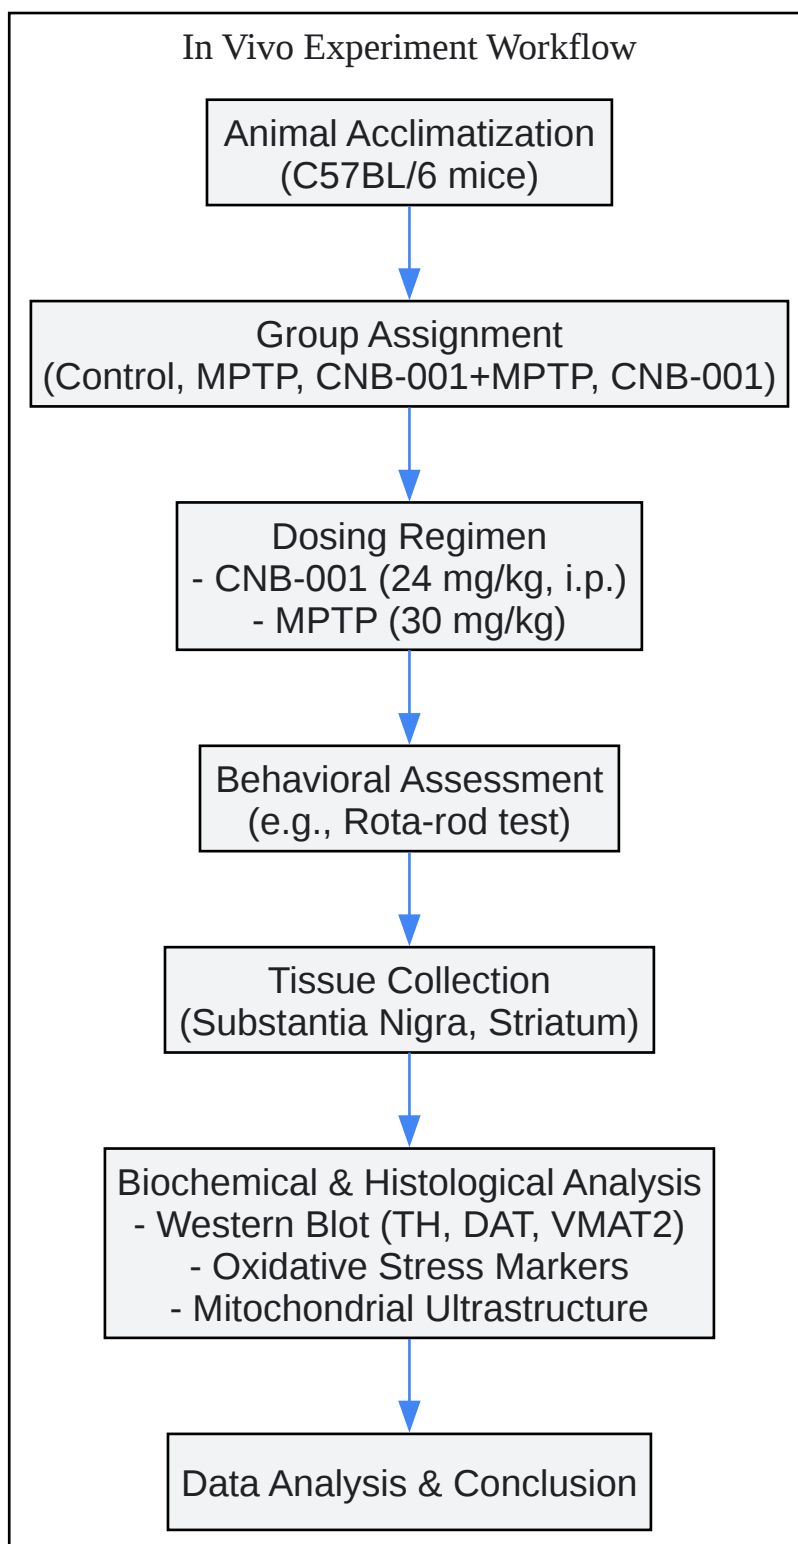 In Vivo Experiment Workflow
Animal Acclimatization
(C57BL/6 mice)
Group Assignment
(Control, MPTP, CNB-001+MPTP, CNB-001)
Dosing Regimen
- CNB-001 (24 mg/kg, i.p.)
- MPTP (30 mg/kg)
Behavioral Assessment
(e.g., Rota-rod test)
Tissue Collection
(Substantia Nigra, Striatum)
Biochemical & Histological Analysis
- Western Blot (TH, DAT, VMAT2)
- Oxidative Stress Markers
- Mitochondrial Ultrastructure
Data Analysis & Conclusion